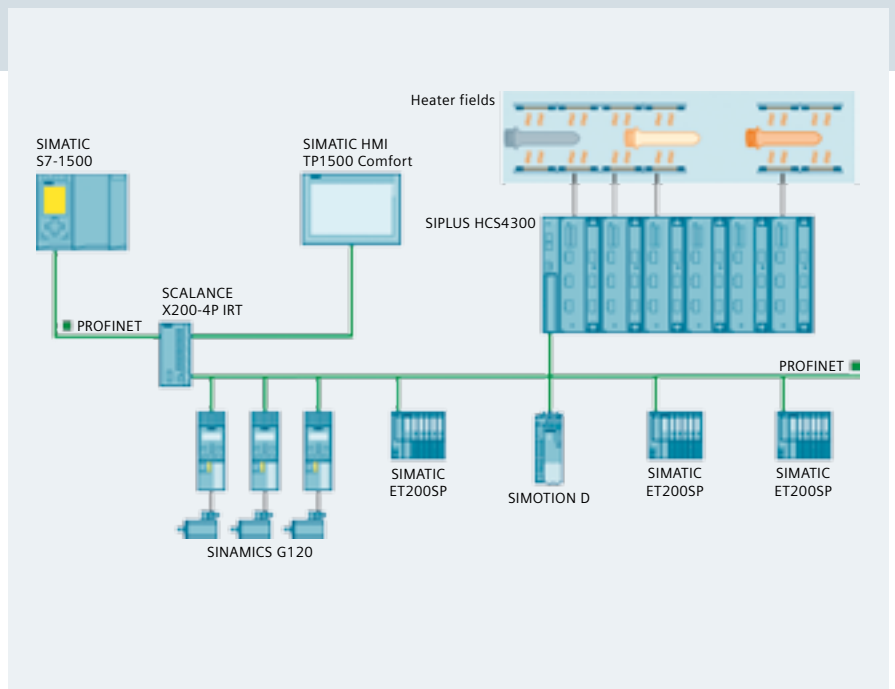 Heater fields
SIMATIC
S7-1500
SIMATIC HMI
TP1500 Comfort
SIPLUS HCS4300
SCALANCE
X200-4P IRT
PROFINET
PROFINET
SIMATIC
ET200SP
SIMOTION D
SIMATIC
ET200SP
SIMATIC
ET200SP
SINAMICS G120